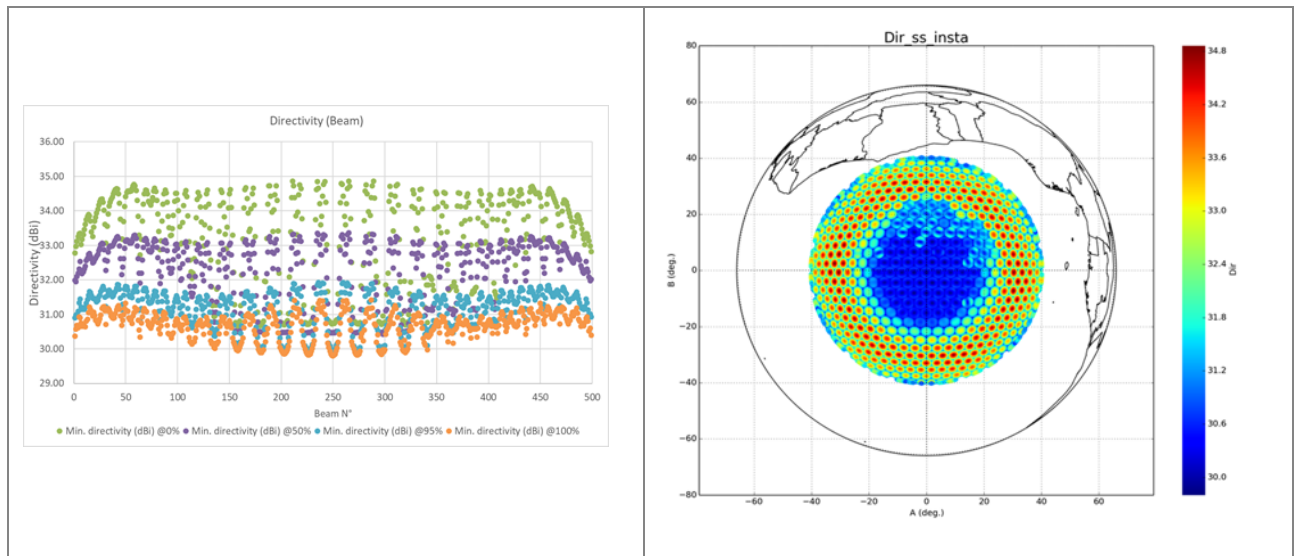 Directivity (Beam)
36.00
35.00
34.00
33.00
32.00
31.00
30.00
29.00
Directivity (dBi)
0 50 100 150 200 250 300 350 400 450 500
Beam N°
Min. directivity (dBi) @0% Min. directivity (dBi) @50% Min. directivity (dBi) @95% Min. directivity (dBi) @100%
Dir_ss_insta
80
60
40
20
0
−20
−40
−60
−80
B (deg.)
−60 −40 −20 0 20 40 60
A (deg.)
34.8
34.2
33.6
33.0
32.4
31.8
31.2
30.6
30.0
Dir